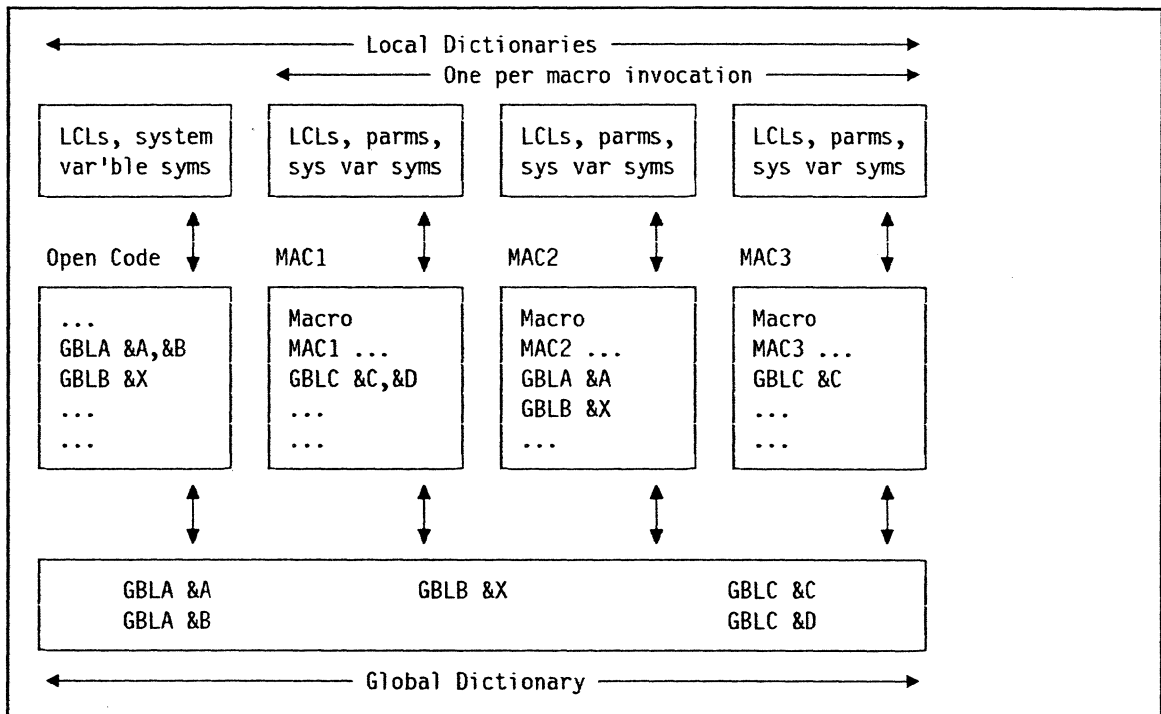 Local Dictionaries
One per macro invocation
LCLs, system
var'ble syms
LCLs, parms,
sys var syms
LCLs, parms,
sys var syms
LCLs, parms,
sys var syms
Open Code
MAC1
MAC2
MAC3
...
GBLA &A,&B
GBLB &X
...
...
Macro
MAC1 ...
GBLC &C,&D
...
...
Macro
MAC2 ...
GBLA &A
GBLB &X
...
Macro
MAC3 ...
GBLC &C
...
...
GBLA &A
GBLA &B
GBLB &X
GBLC &C
GBLC &D
Global Dictionary